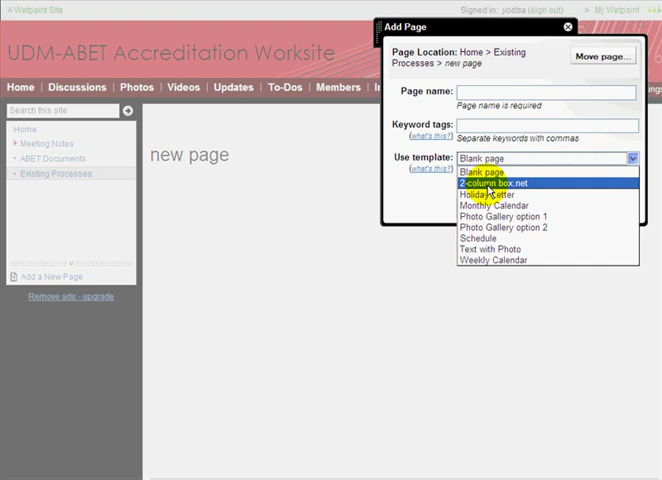 A Wetpaint Site
Signed in: yostsa (sign out) » My Wetpaint
UDM-ABET Accreditation Worksite
Home | Discussions | Photos | Videos | Updates | To-Dos | Members
Search this site
Home
Meeting Notes
ABET Documents
Existing Processes
Add a New Page
Remove ads - upgrade
new page
Add Page
Page Location: Home > Existing
Processes > new page
Move page...
Page name:
Page name is required
Keyword tags:
(what's this?) Separate keywords with commas
Use template: Blank page
(what's this?)
Blank page
2-column box.net
Holiday Letter
Monthly Calendar
Photo Gallery option 1
Photo Gallery option 2
Schedule
Text with Photo
Weekly Calendar